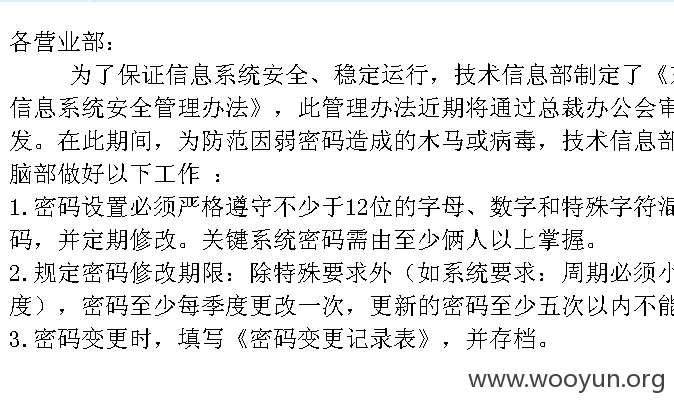 各营业部：
为了保证信息系统安全、稳定运行，技术信息部制定了《
信息系统安全管理办法》，此管理办法近期将通过总裁办公会审
发。在此期间，为防范因弱密码造成的木马或病毒，技术信息部
脑部做好以下工作 ：
1.密码设置必须严格遵守不少于12位的字母、数字和特殊字符混
码，并定期修改。关键系统密码需由至少俩人以上掌握。
2.规定密码修改期限：除特殊要求外（如系统要求：周期必须小
度），密码至少每季度更改一次，更新的密码至少五次以内不能
3.密码变更时，填写《密码变更记录表》，并存档。
www.wooyun.org